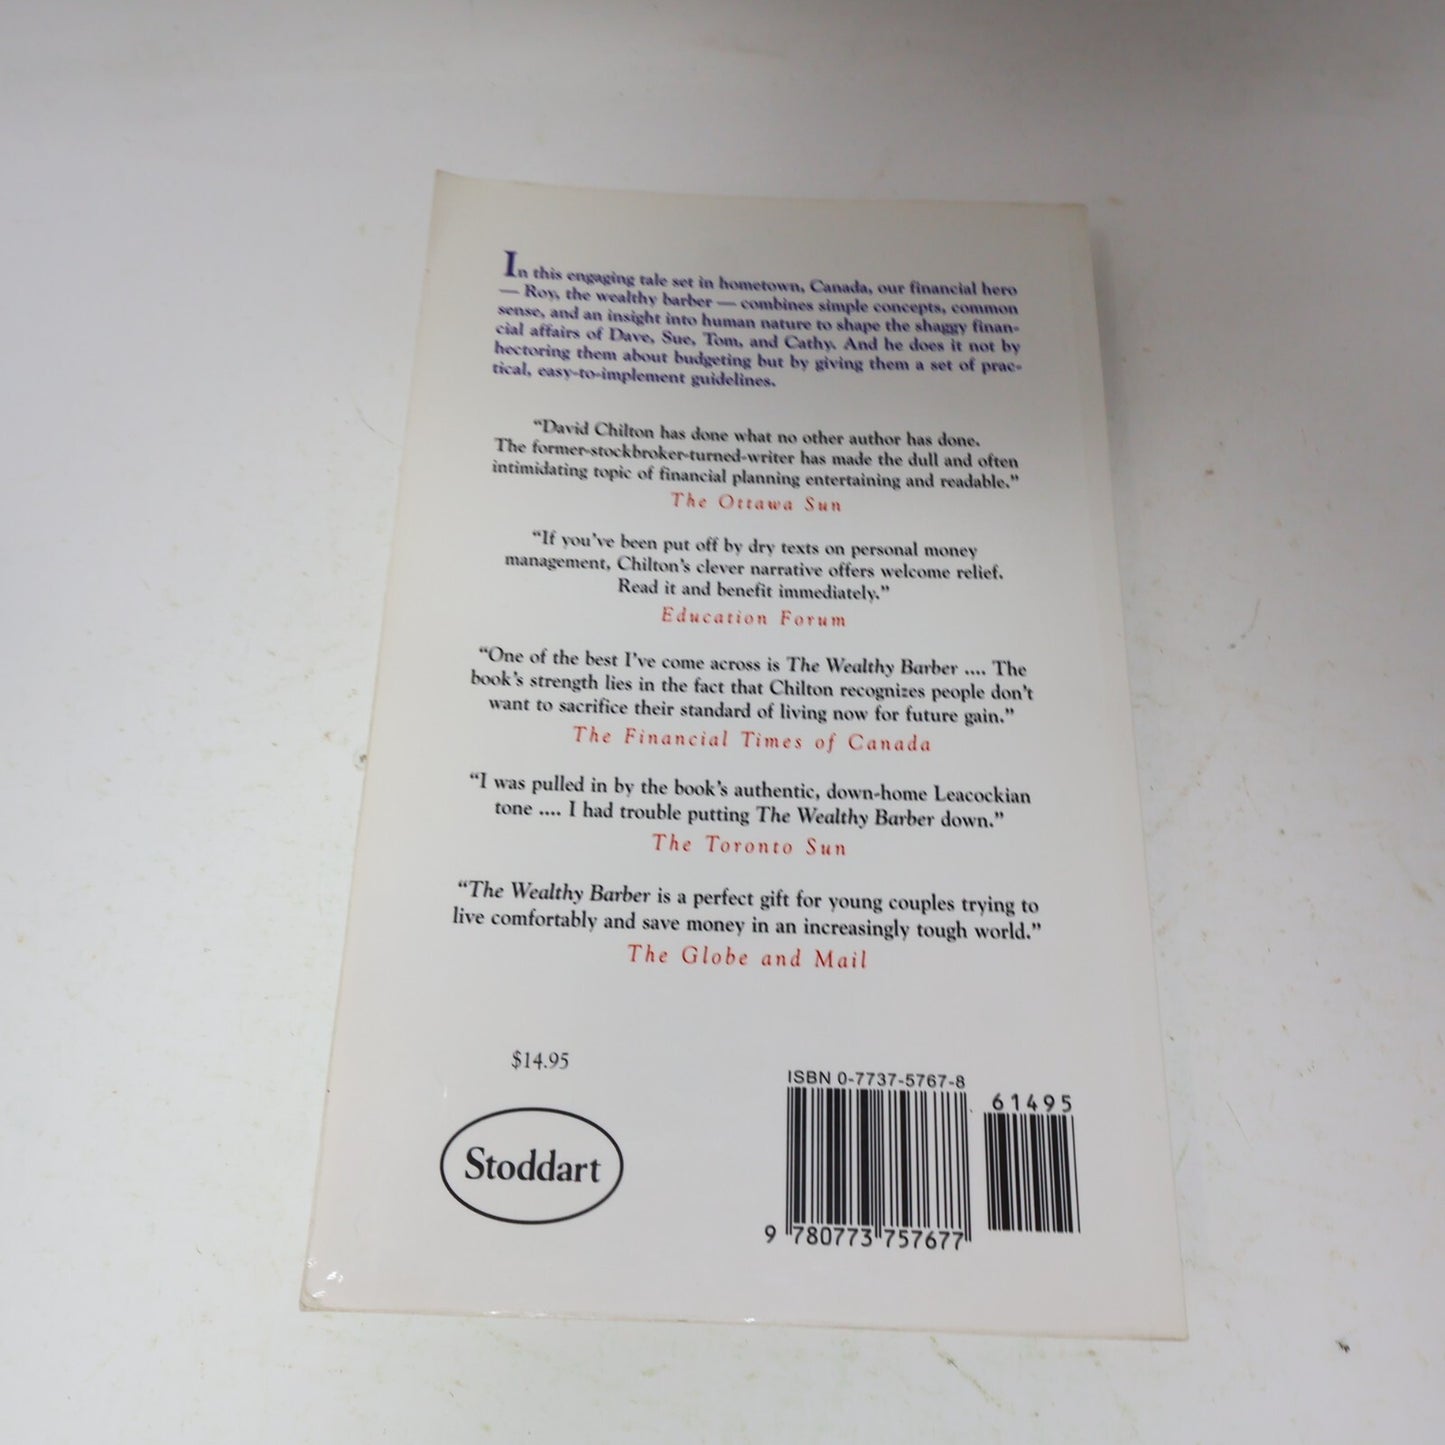 In this engaging tale set in hometown, Canada, our financial hero
— Roy, the wealthy barber — combines simple concepts, common
sense, and an insight into human nature to shape the shaggy finan-
cial affairs of Dave, Sue, Tom, and Cathy. And he does it not by
hectoring them about budgeting but by giving them a set of prac-
tical, easy-to-implement guidelines.
“David Chilton has done what no other author has done.
The former-stockbroker-turned-writer has made the dull and often
intimidating topic of financial planning entertaining and readable.”
The Ottawa Sun
“If you’ve been put off by dry texts on personal money
management, Chilton’s clever narrative offers welcome relief.
Read it and benefit immediately.”
Education Forum
“One of the best I’ve come across is The Wealthy Barber .... The
book’s strength lies in the fact that Chilton recognizes people don’t
want to sacrifice their standard of living now for future gain.”
The Financial Times of Canada
“I was pulled in by the book’s authentic, down-home Leacockian
tone .... I had trouble putting The Wealthy Barber down.”
The Toronto Sun
“The Wealthy Barber is a perfect gift for young couples trying to
live comfortably and save money in an increasingly tough world.”
The Globe and Mail
$14.95
Stoddart
ISBN 0-7737-5767-8
61495
9 780773 757677